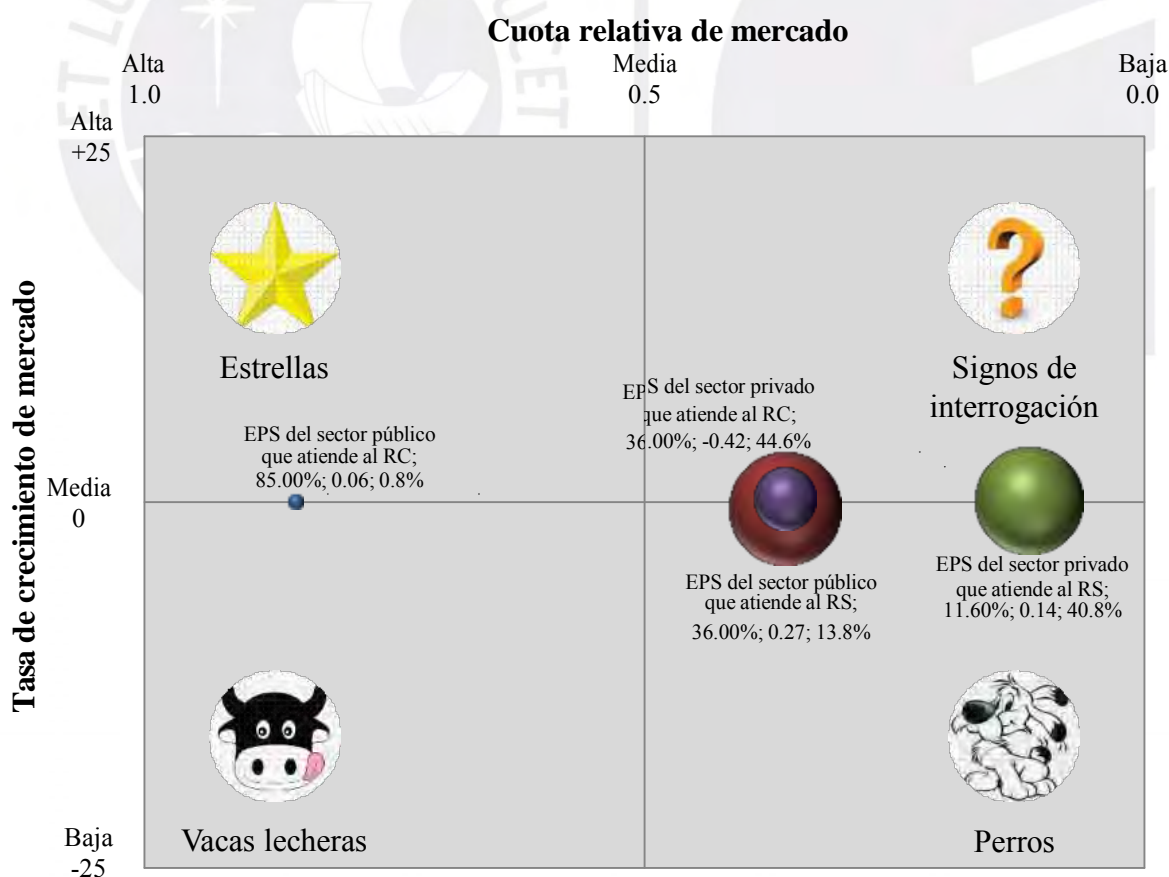 Cuota relativa de mercado
Alta
1.0
Media
0.5
Baja
0.0
Alta
+25
Estrellas
Signos de
interrogación
EPS del sector privado
que atiende al RC;
36.00%; -0.42; 44.6%
EPS del sector público
que atiende al RC;
85.00%; 0.06; 0.8%
Media
0
Tasa de crecimiento de mercado
EPS del sector público
que atiende al RS;
36.00%; 0.27; 13.8%
EPS del sector privado
que atiende al RS;
11.60%; 0.14; 40.8%
Vacas lecheras
Perros
Baja
-25
ET LU
UCET